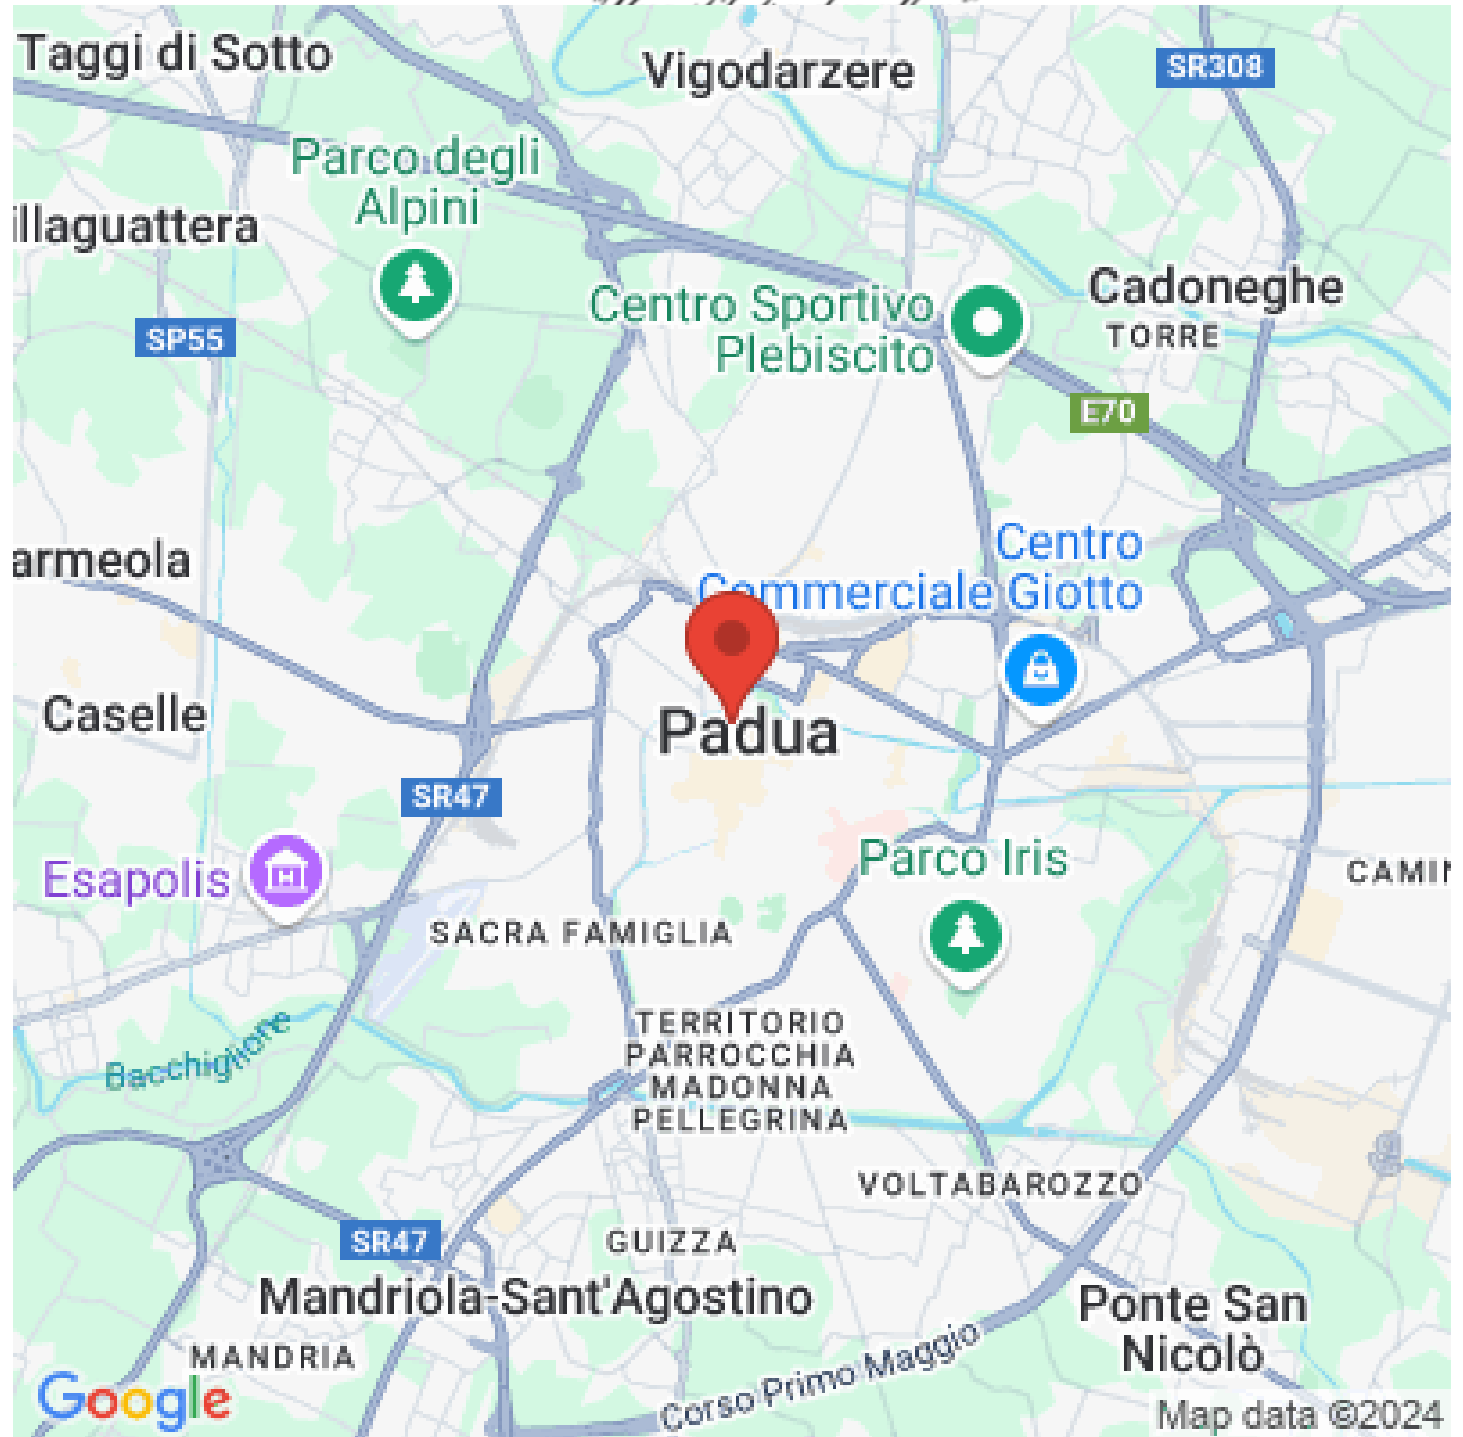 Taggi di Sotto
Vigodarzere
SR308
Parco degli
Alpini
illaguattera
Cadoneghe
TORRE
Centro Sportivo
Plebiscito
SP55
E70
Centro
Commerciale Giotto
armeola
Caselle
Padua
SR47
Esapolis
Parco Iris
CAMIN
SACRA FAMIGLIA
TERRITORIO
PARROCCHIA
MADONNA
PELLEGRINA
Bacchiglione
VOLTABAROZZO
SR47
GUIZZA
Mandriola-Sant'Agostino
Ponte San
Nicolò
MANDRIA
Corso Primo Maggio
Google
Map data ©2024